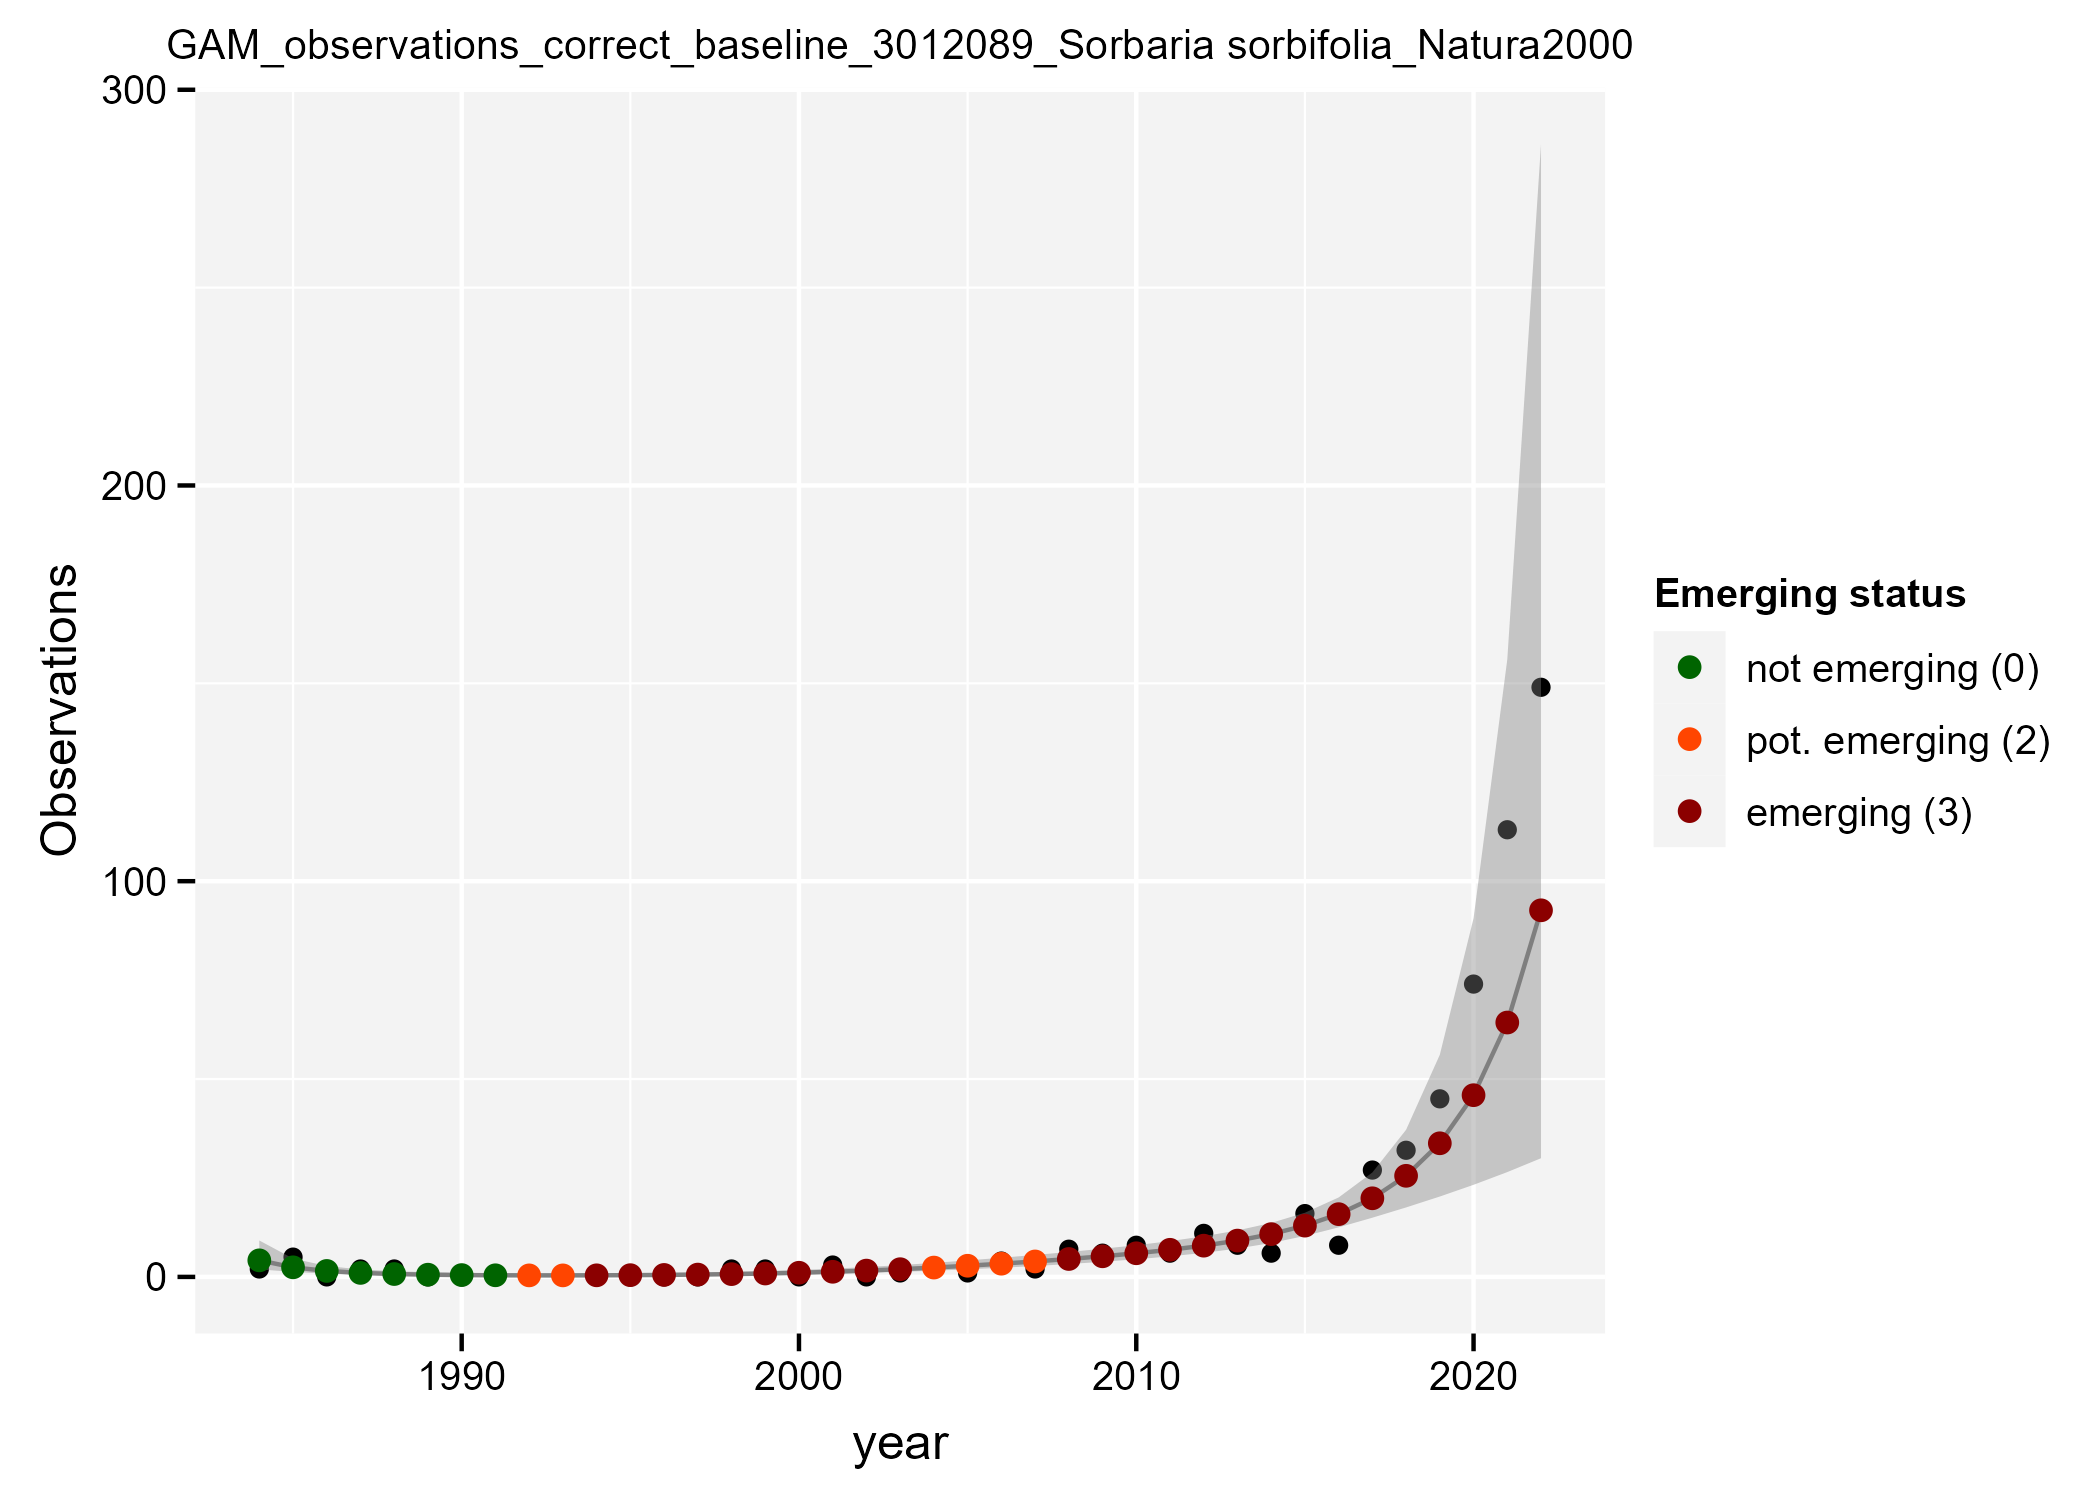 GAM_observations_correct_baseline_3012089_Sorbaria sorbifolia_Natura2000
300
200
100
0
Observations
1990 2000 2010 2020
year
Emerging status
not emerging (0)
pot. emerging (2)
emerging (3)